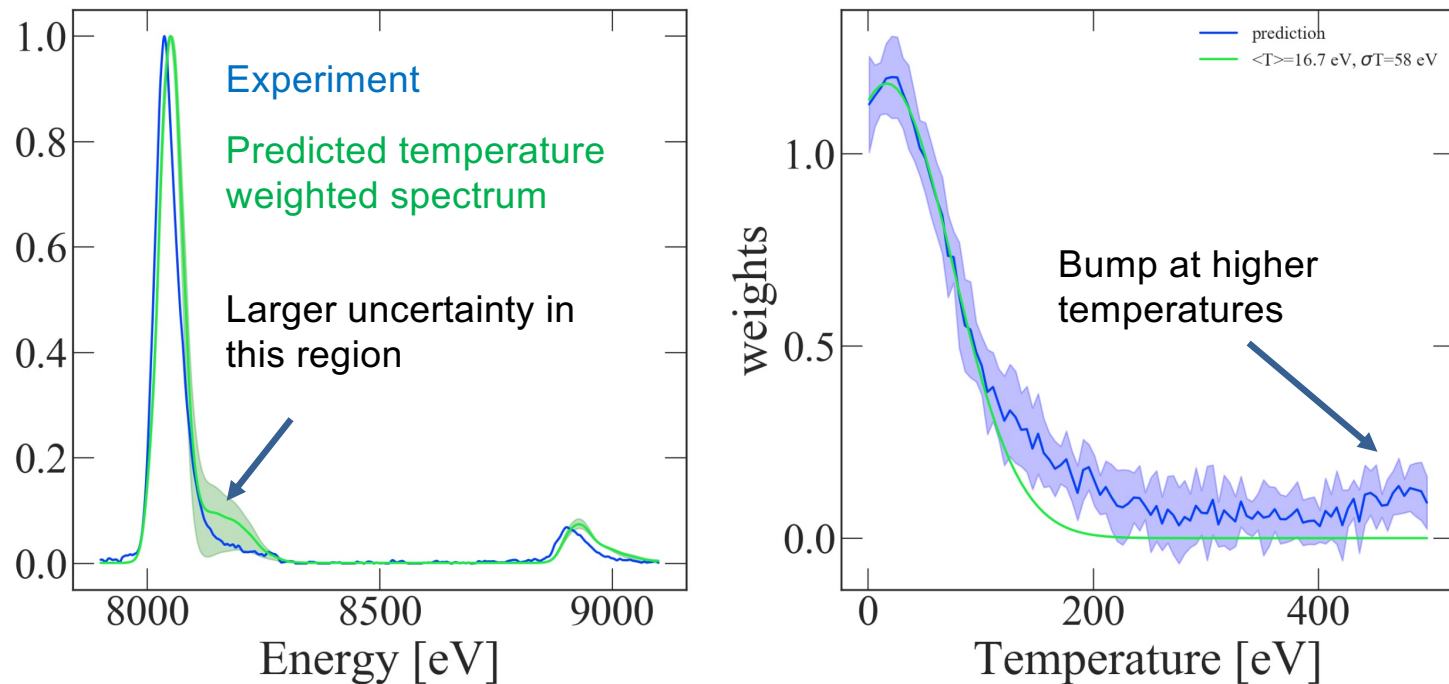 1.0
0.8
0.6
0.4
0.2
0.0
8000
8500
9000
Energy [eV]
Experiment
Predicted temperature
weighted spectrum
Larger uncertainty in
this region
weights
1.0
0.5
0.0
0
200
400
Temperature [eV]
prediction
<T>=16.7 eV, σT=58 eV
Bump at higher
temperatures